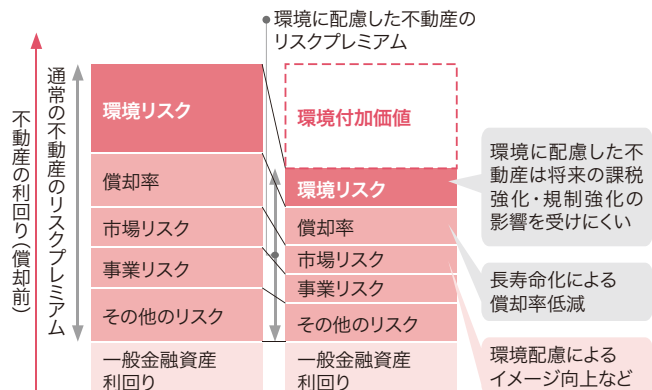 環境に配慮した不動産の
リスクプレミアム
不動産の利回り(償却前)
通常の不動産のリスクプレミアム
環境リスク
償却率
市場リスク
事業リスク
その他のリスク
一般金融資産
利回り
環境付加価値
環境リスク
償却率
市場リスク
事業リスク
その他のリスク
一般金融資産
利回り
環境に配慮した不
動産は将来の課税
強化・規制強化の
影響を受けにくい
長寿命化による
償却率低減
環境配慮による
イメージ向上など